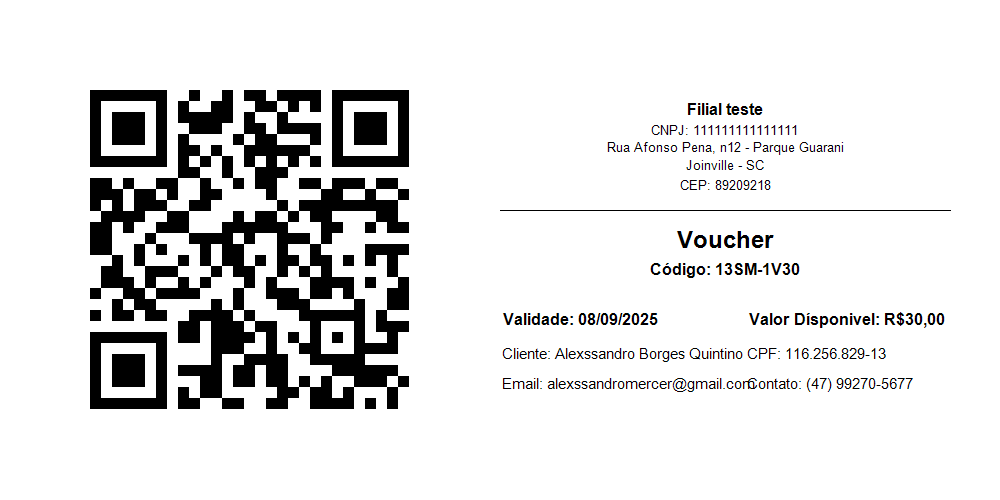 Filial teste
CNPJ: 111111111111111
Rua Afonso Pena, n12 - Parque Guarani
Joinville - SC
CEP: 89209218
Voucher
Código: 13SM-1V30
Validade: 08/09/2025 Valor Dísponivel: R$30,00
Cliente: Alexssandro Borges Quintino CPF: 116.256.829-13
Email: alexssandromercer@gmail.com Contato: (47) 99270-5677